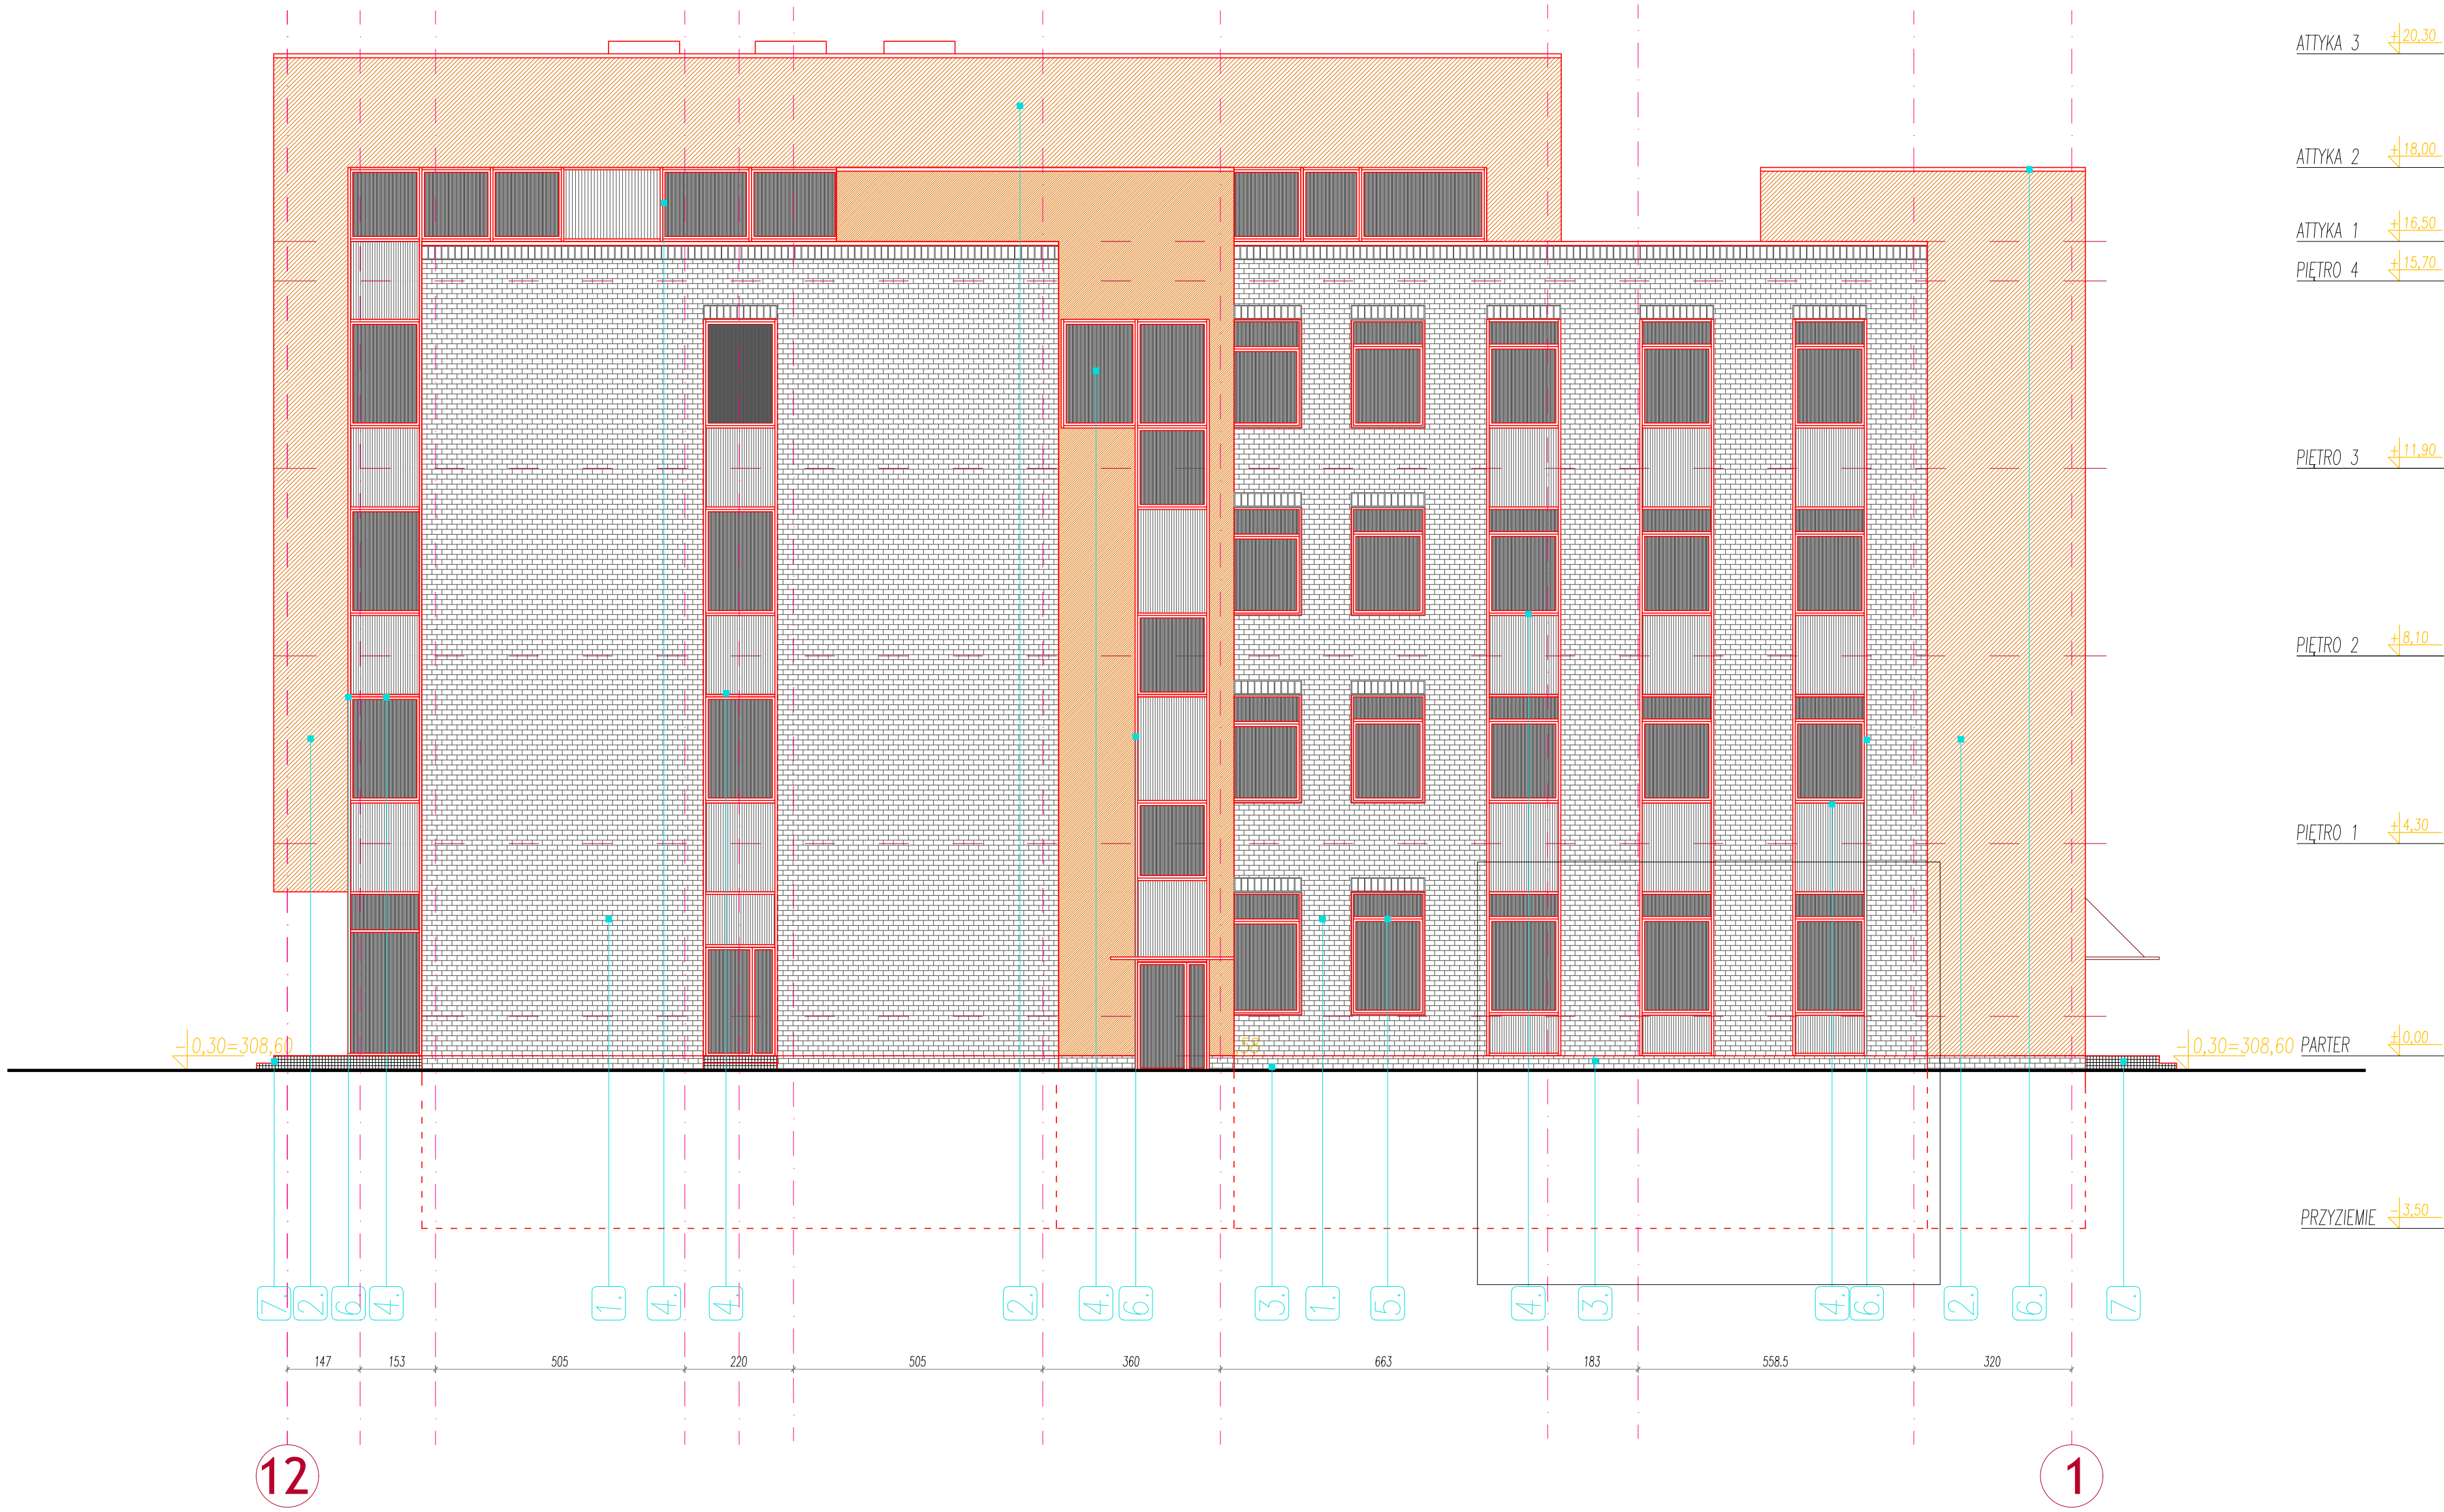 ATTYKA 3 +20,30
ATTYKA 2 +18,00
ATTYKA 1 +16,50
PIĘTRO 4 +15,70
PIĘTRO 3 +11,90
PIĘTRO 2 +8,10
PIĘTRO 1 +4,30
-0,30=308,60 58 -0,30=308,60 PARTER ±0,00
PRZYZIEMIE -3,50
7. 2. 6. 4. 1. 4. 4. 2. 4. 6. 3. 1. 5. 4. 3. 4. 6. 2. 6. 7.
147 153 505 220 505 360 663 183 558.5 320
12 1